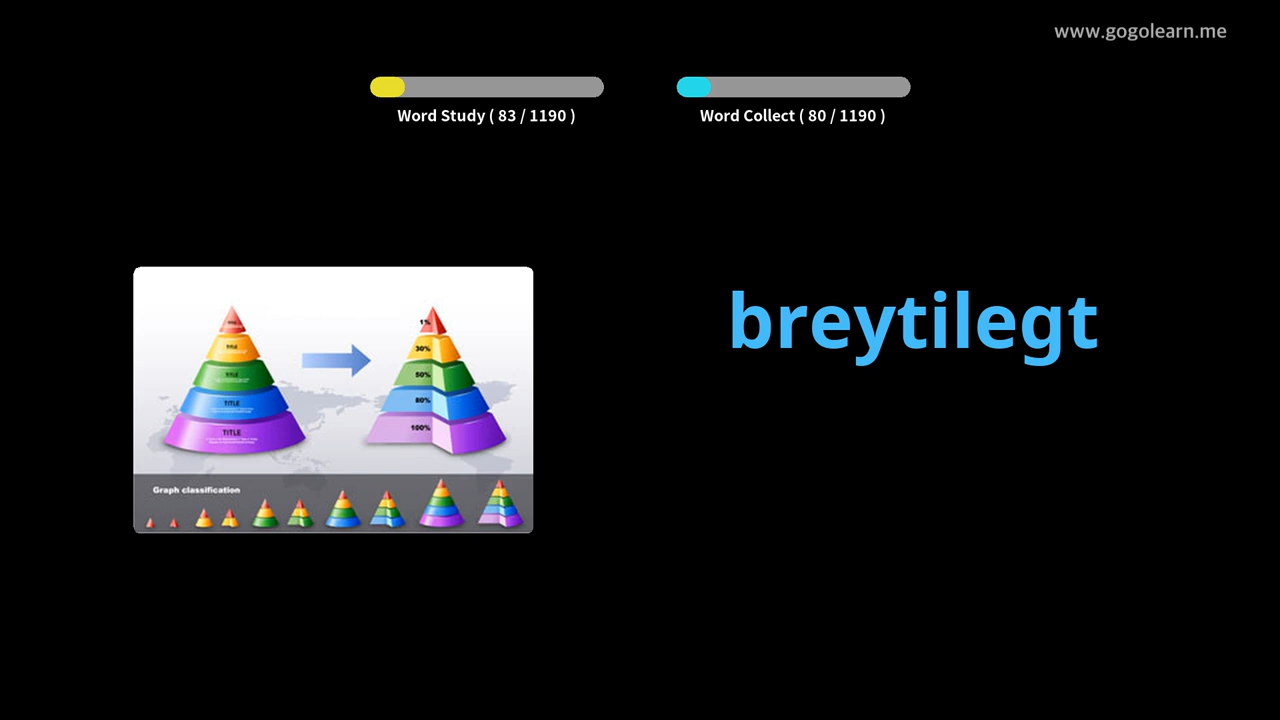 www.gogolearn.me
Word Study ( 83 / 1190 )
Word Collect ( 80 / 1190 )
breytilegt
TITLE
TITLE
TITLE
TITLE
1%
30%
50%
80%
100%
Graph classification